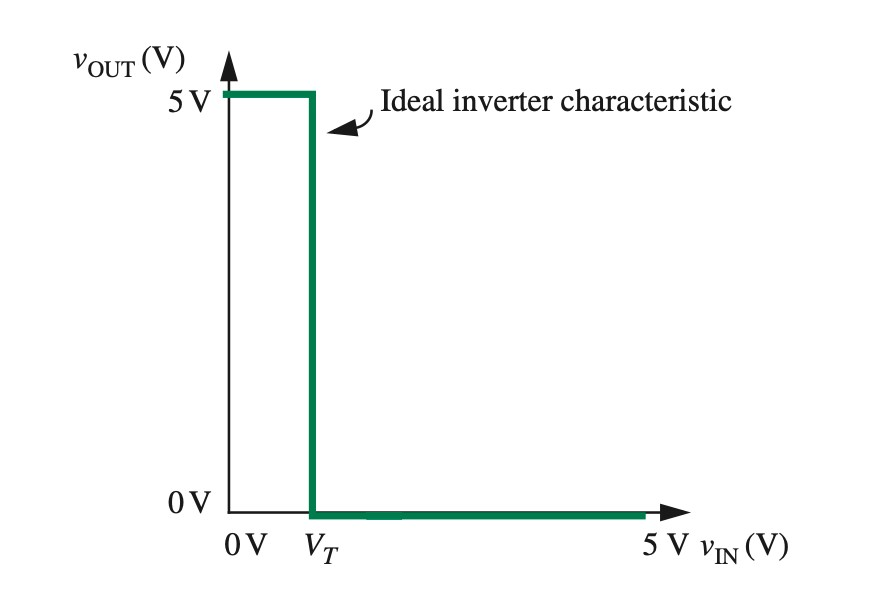 vOUT (V)
5 V
Ideal inverter characteristic
0 V
0 V VT 5 V vIN (V)